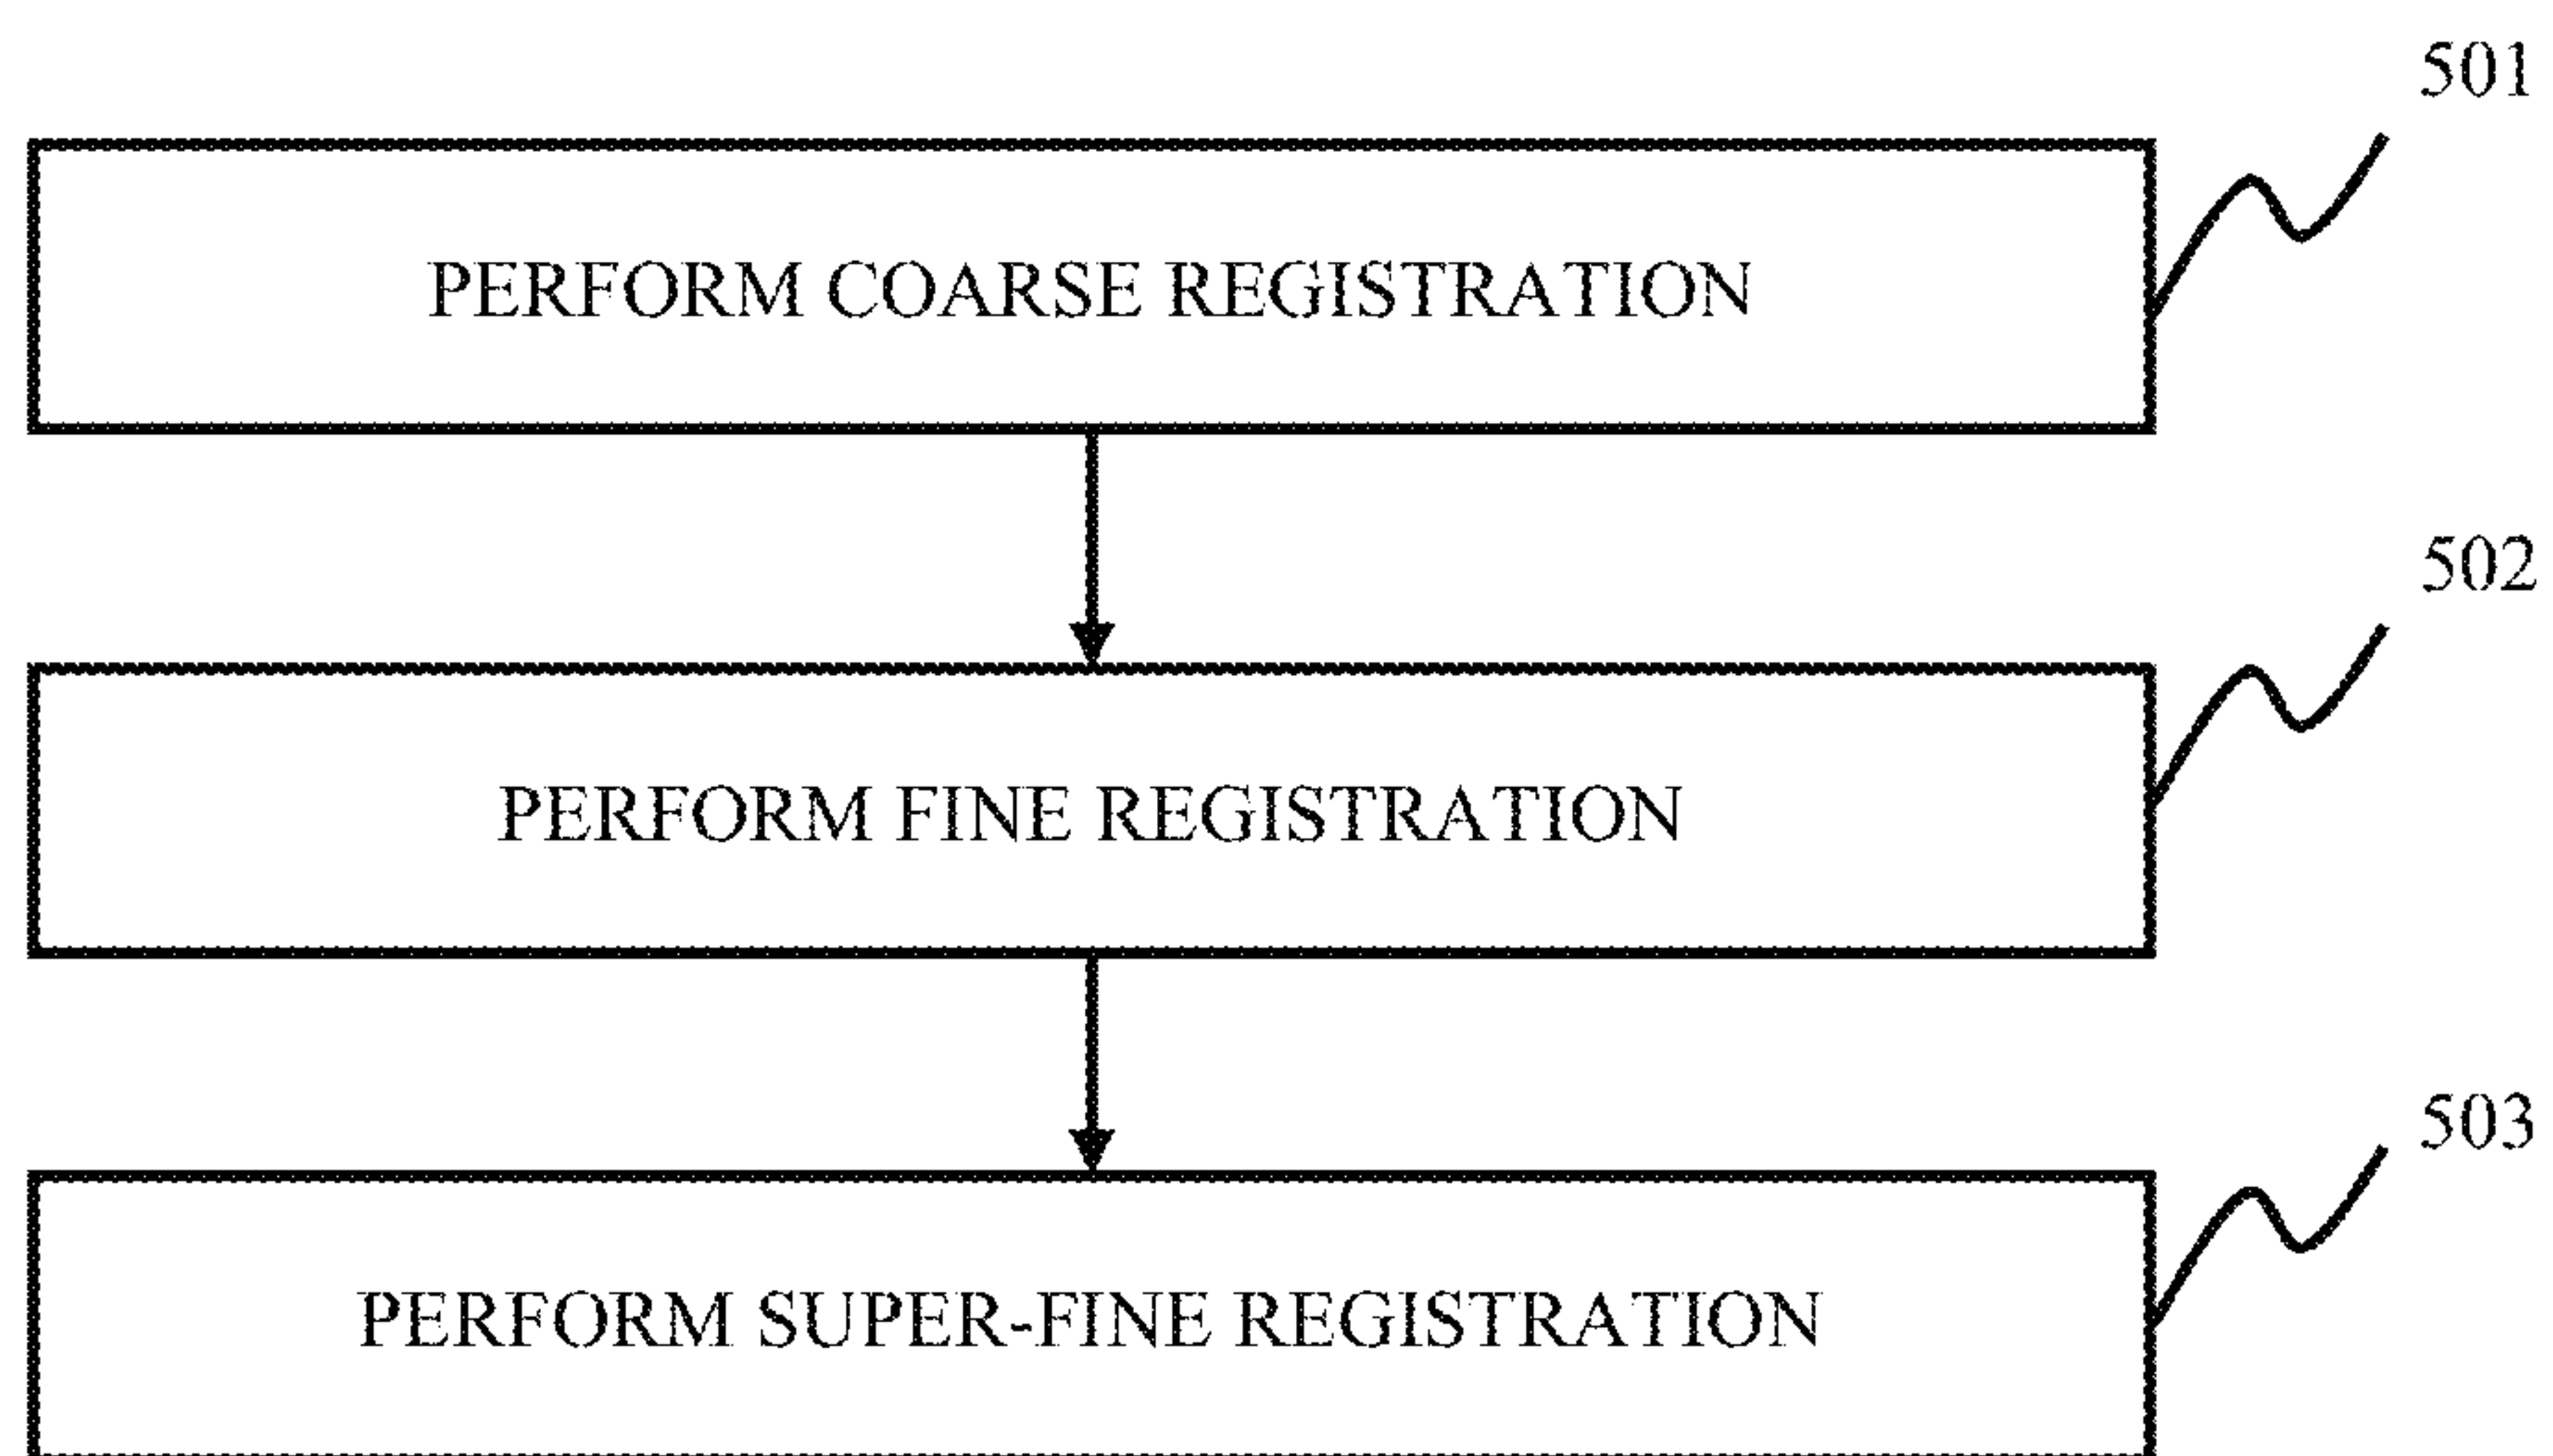 501
PERFORM COARSE REGISTRATION
502
PERFORM FINE REGISTRATION
503
PERFORM SUPER-FINE REGISTRATION